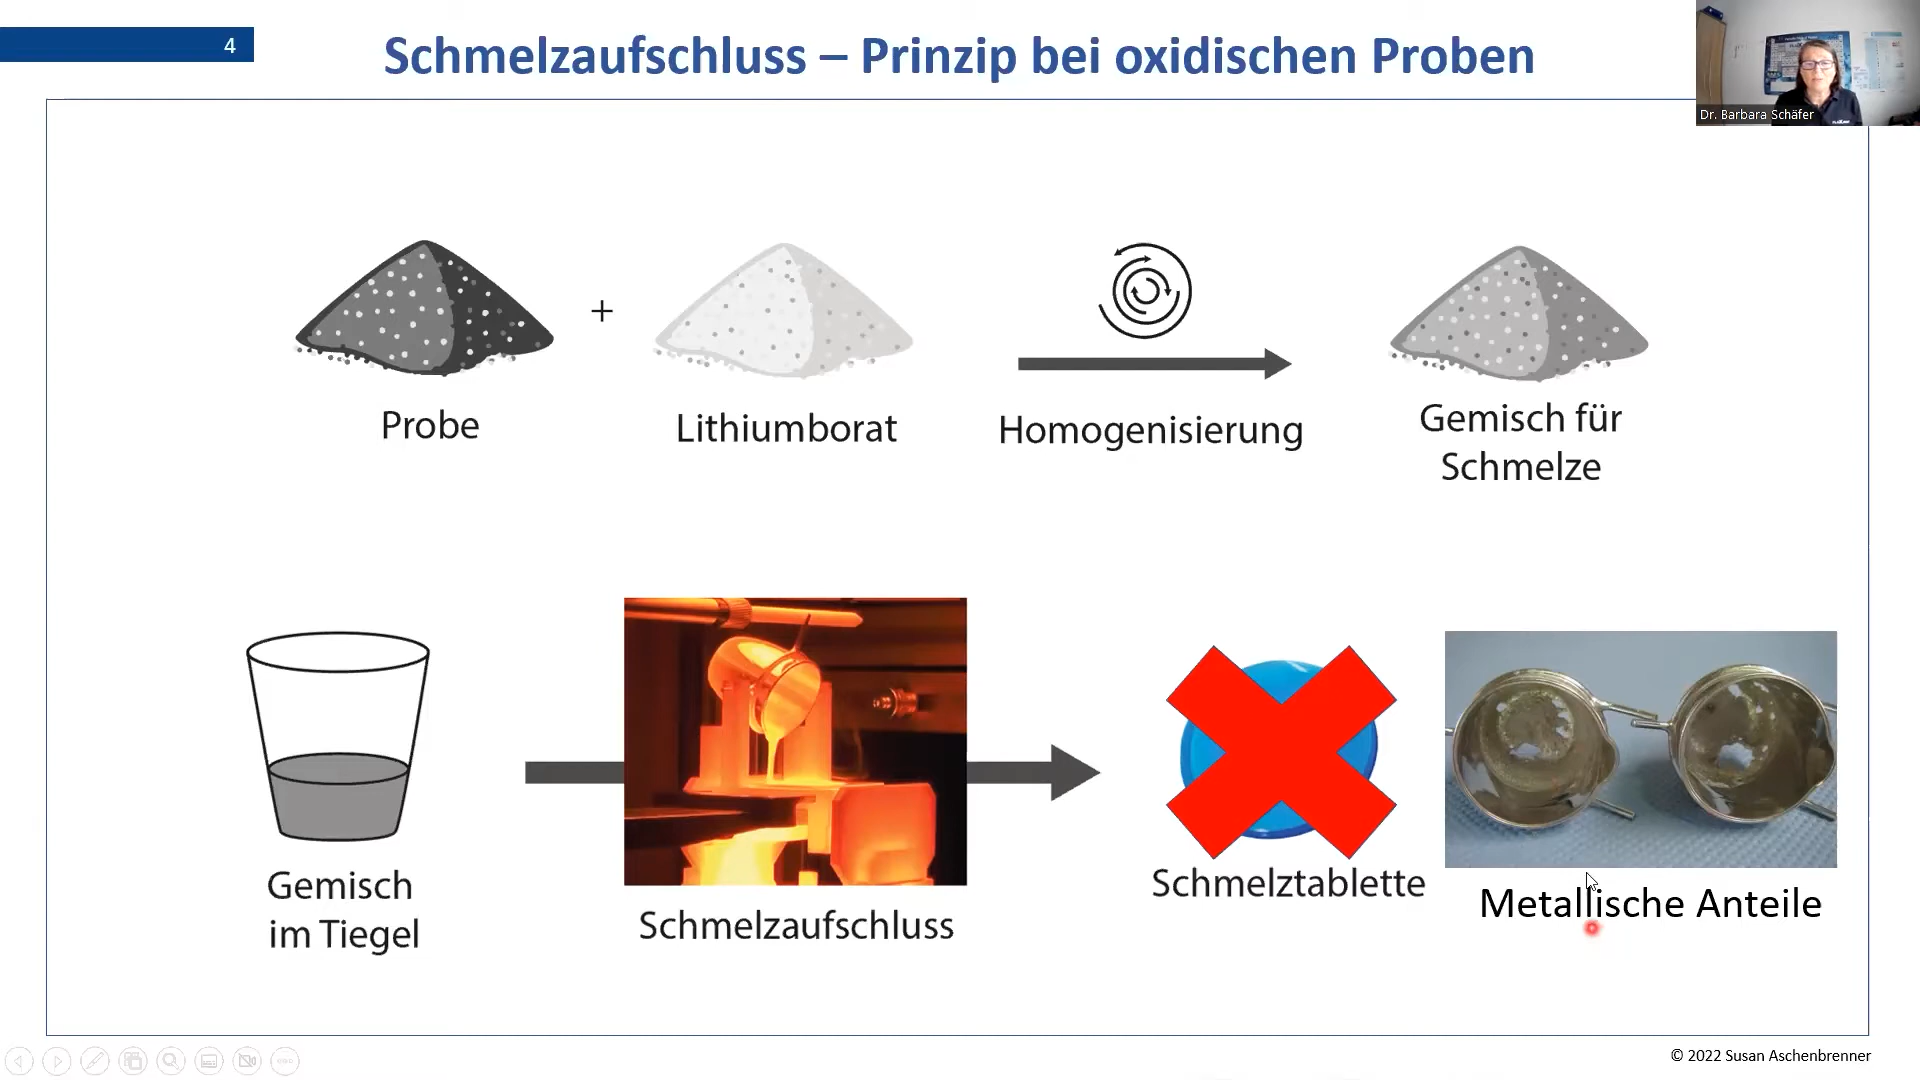 4
Schmelzaufschluss – Prinzip bei oxidischen Proben
Dr. Barbara Schäfer
+
Probe
Lithiumborat
Homogenisierung
Gemisch für
Schmelze
Gemisch
im Tiegel
Schmelzaufschluss
Schmelztablette
Metallische Anteile
© 2022 Susan Aschenbrenner